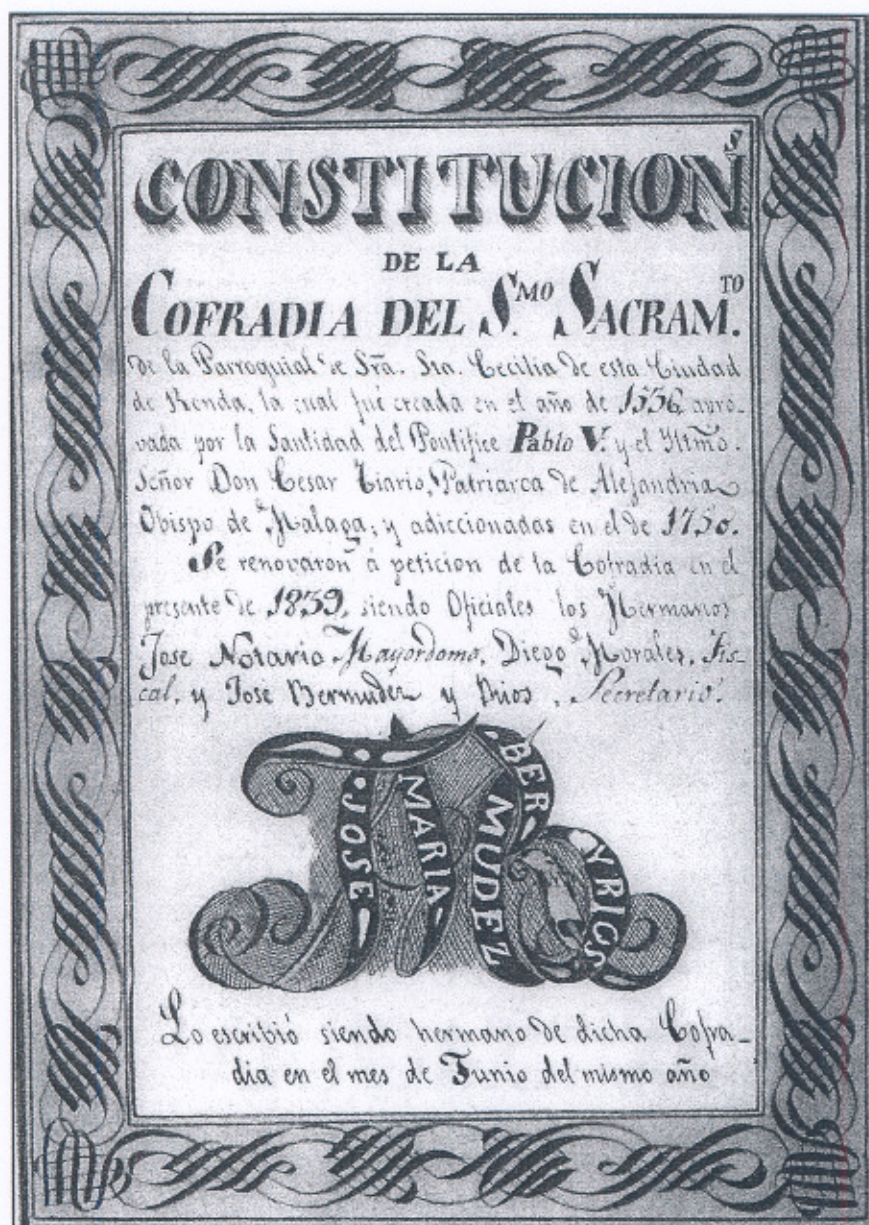 CONSTITUCIONS
DE LA
COFRADIA DEL S.MO SACRAM.TO
de la Parroquial de Sra. Sta. Cecilia de esta Ciudad
de Ronda, la cual fué creada en el año de 1556, apro-
vada por la Santidad del Pontifice Pablo V. y el Yltmo.
Señor Don Cesar Riario, Patriarca de Alejandria
Obispo de Malaga; y adiccionadas en el de 1750.
Se renovaron á peticion de la Cofradia en el
presente de 1839, siendo Oficiales los Hermanos
Jose Notario Mayordomo, Diego Morales, Fis-
cal, y José Bermudez y Rios, Secretario.
JOSE MARIA BERMUDEZ Y RIOS
Lo escribió siendo hermano de dicha Cofra-
dia en el mes de Junio del mismo año